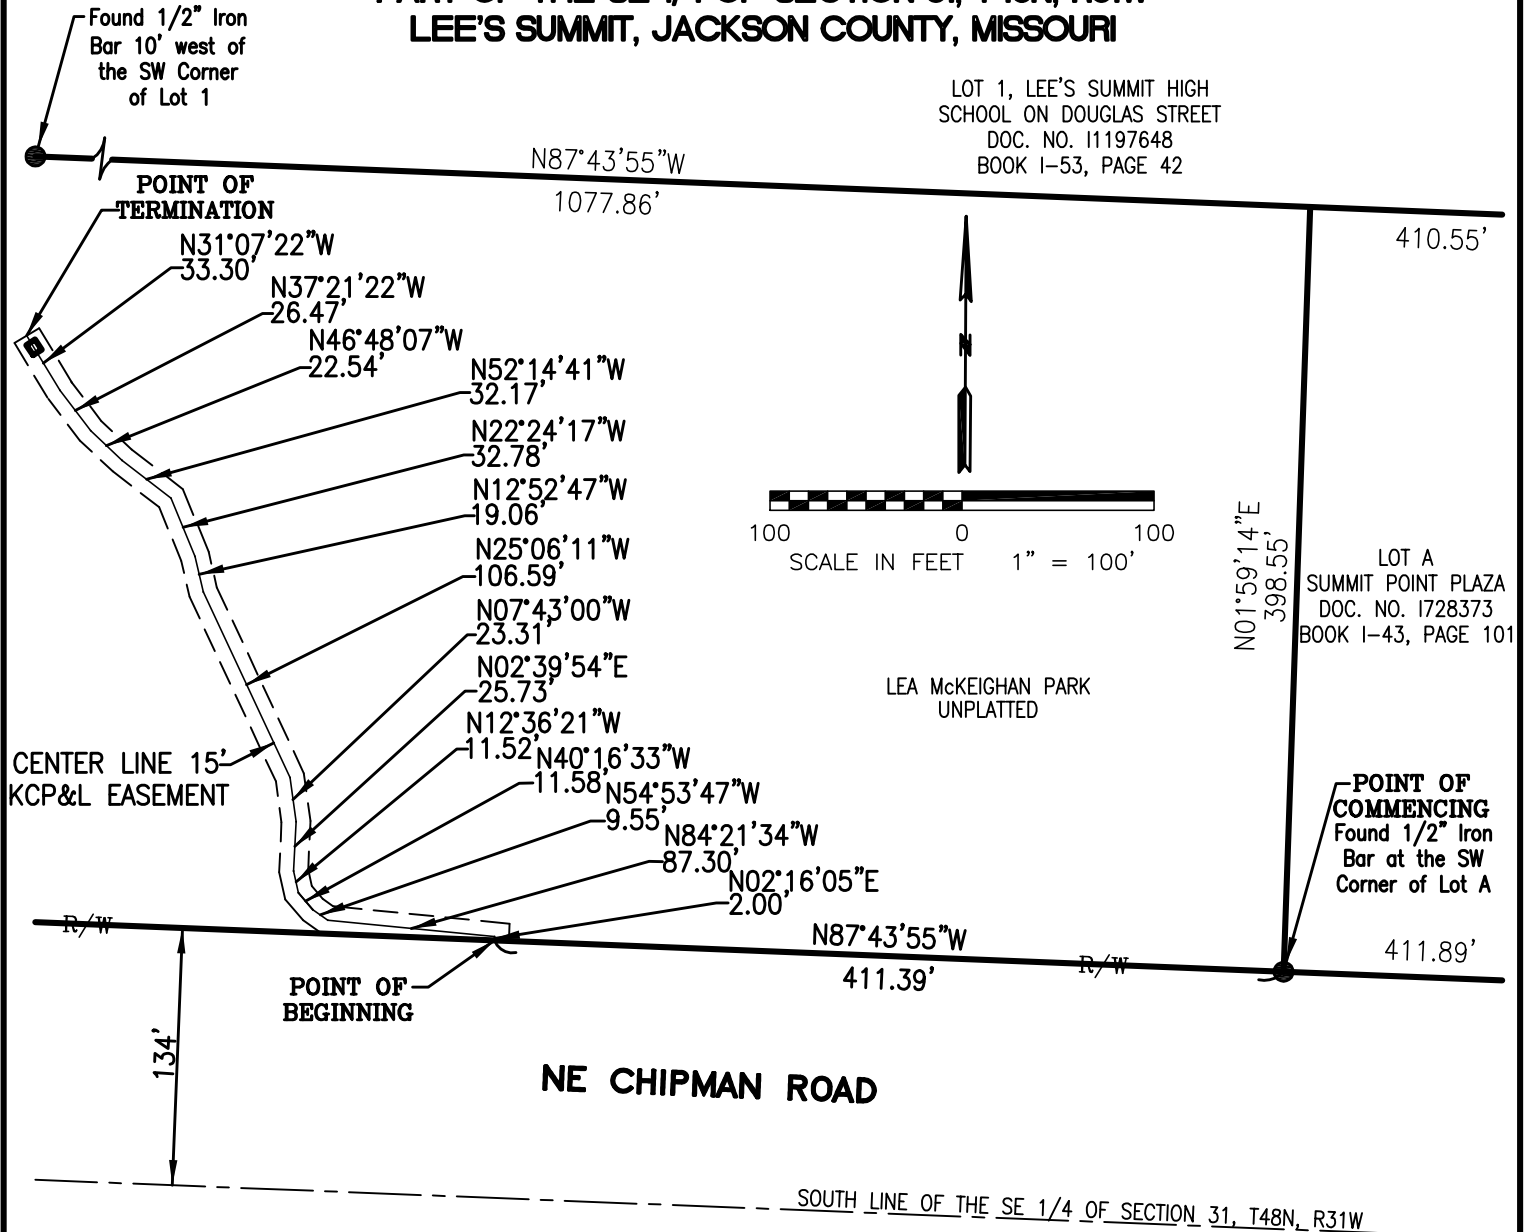 LEE'S SUMMIT, JACKSON COUNTY, MISSOURI
Found 1/2" Iron
Bar 10' west of
the SW Corner
of Lot 1
LOT 1, LEE'S SUMMIT HIGH
SCHOOL ON DOUGLAS STREET
DOC. NO. I1197648
BOOK I-53, PAGE 42
N87°43'55"W
1077.86'
410.55'
POINT OF
TERMINATION
N31°07'22"W
33.30'
N37°21'22"W
26.47'
N46°48'07"W
22.54'
N52°14'41"W
32.17'
N22°24'17"W
32.78'
N12°52'47"W
19.06'
N25°06'11"W
106.59'
N07°43'00"W
23.31'
N02°39'54"E
25.73'
N12°36'21"W
11.52'
N40°16'33"W
11.58'
N54°53'47"W
9.55'
N84°21'34"W
87.30'
N02°16'05"E
2.00'
N
100 0 100
SCALE IN FEET 1" = 100'
N01°59'14"E
398.55'
LOT A
SUMMIT POINT PLAZA
DOC. NO. I728373
BOOK I-43, PAGE 101
LEA McKEIGHAN PARK
UNPLATTED
CENTER LINE 15'
KCP&L EASEMENT
POINT OF
COMMENCING
Found 1/2" Iron
Bar at the SW
Corner of Lot A
R/W
N87°43'55"W
411.39'
R/W
411.89'
POINT OF
BEGINNING
134'
NE CHIPMAN ROAD
SOUTH LINE OF THE SE 1/4 OF SECTION 31, T48N, R31W